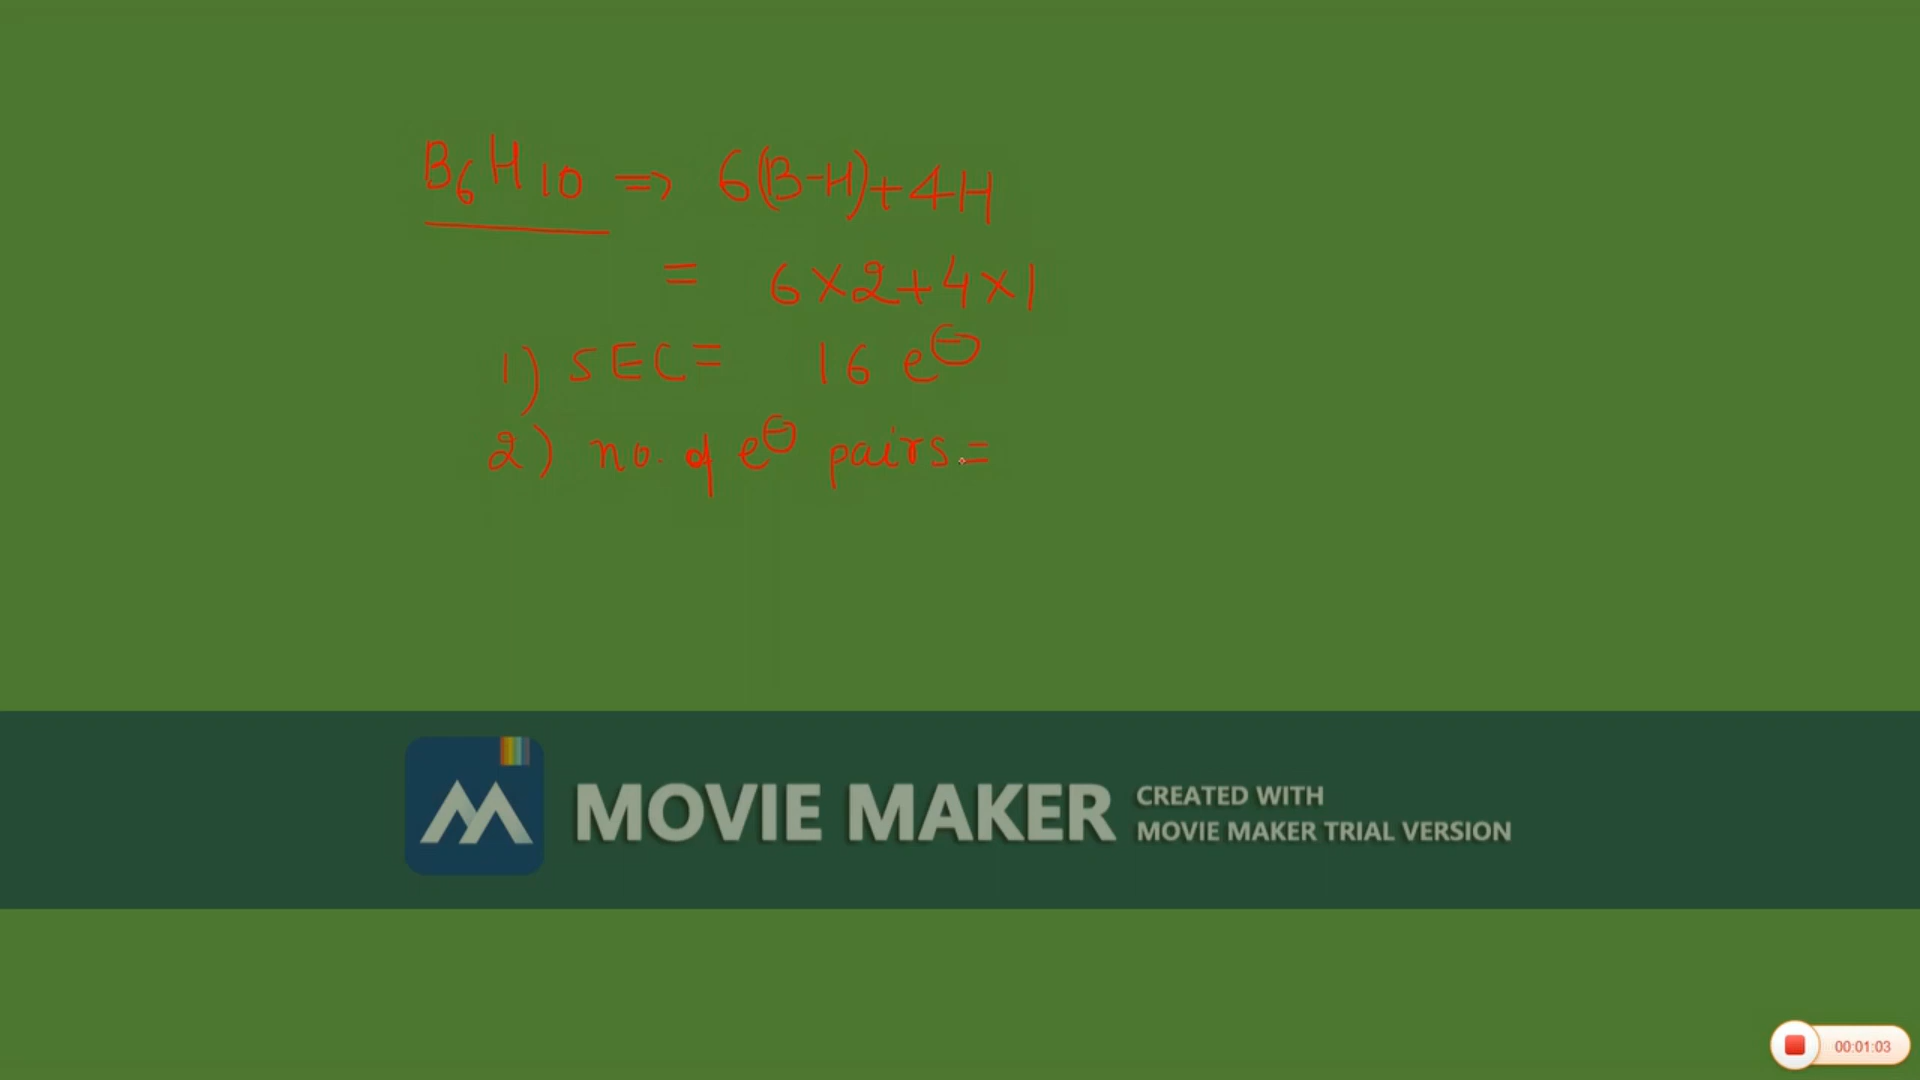 B6H10 => 6(B-H)+4H
= 6×2+4×1
1) SEC= 16 e⊖
2) no. of e⊖ pairs=
MOVIE MAKER
CREATED WITH
MOVIE MAKER TRIAL VERSION
00:01:03